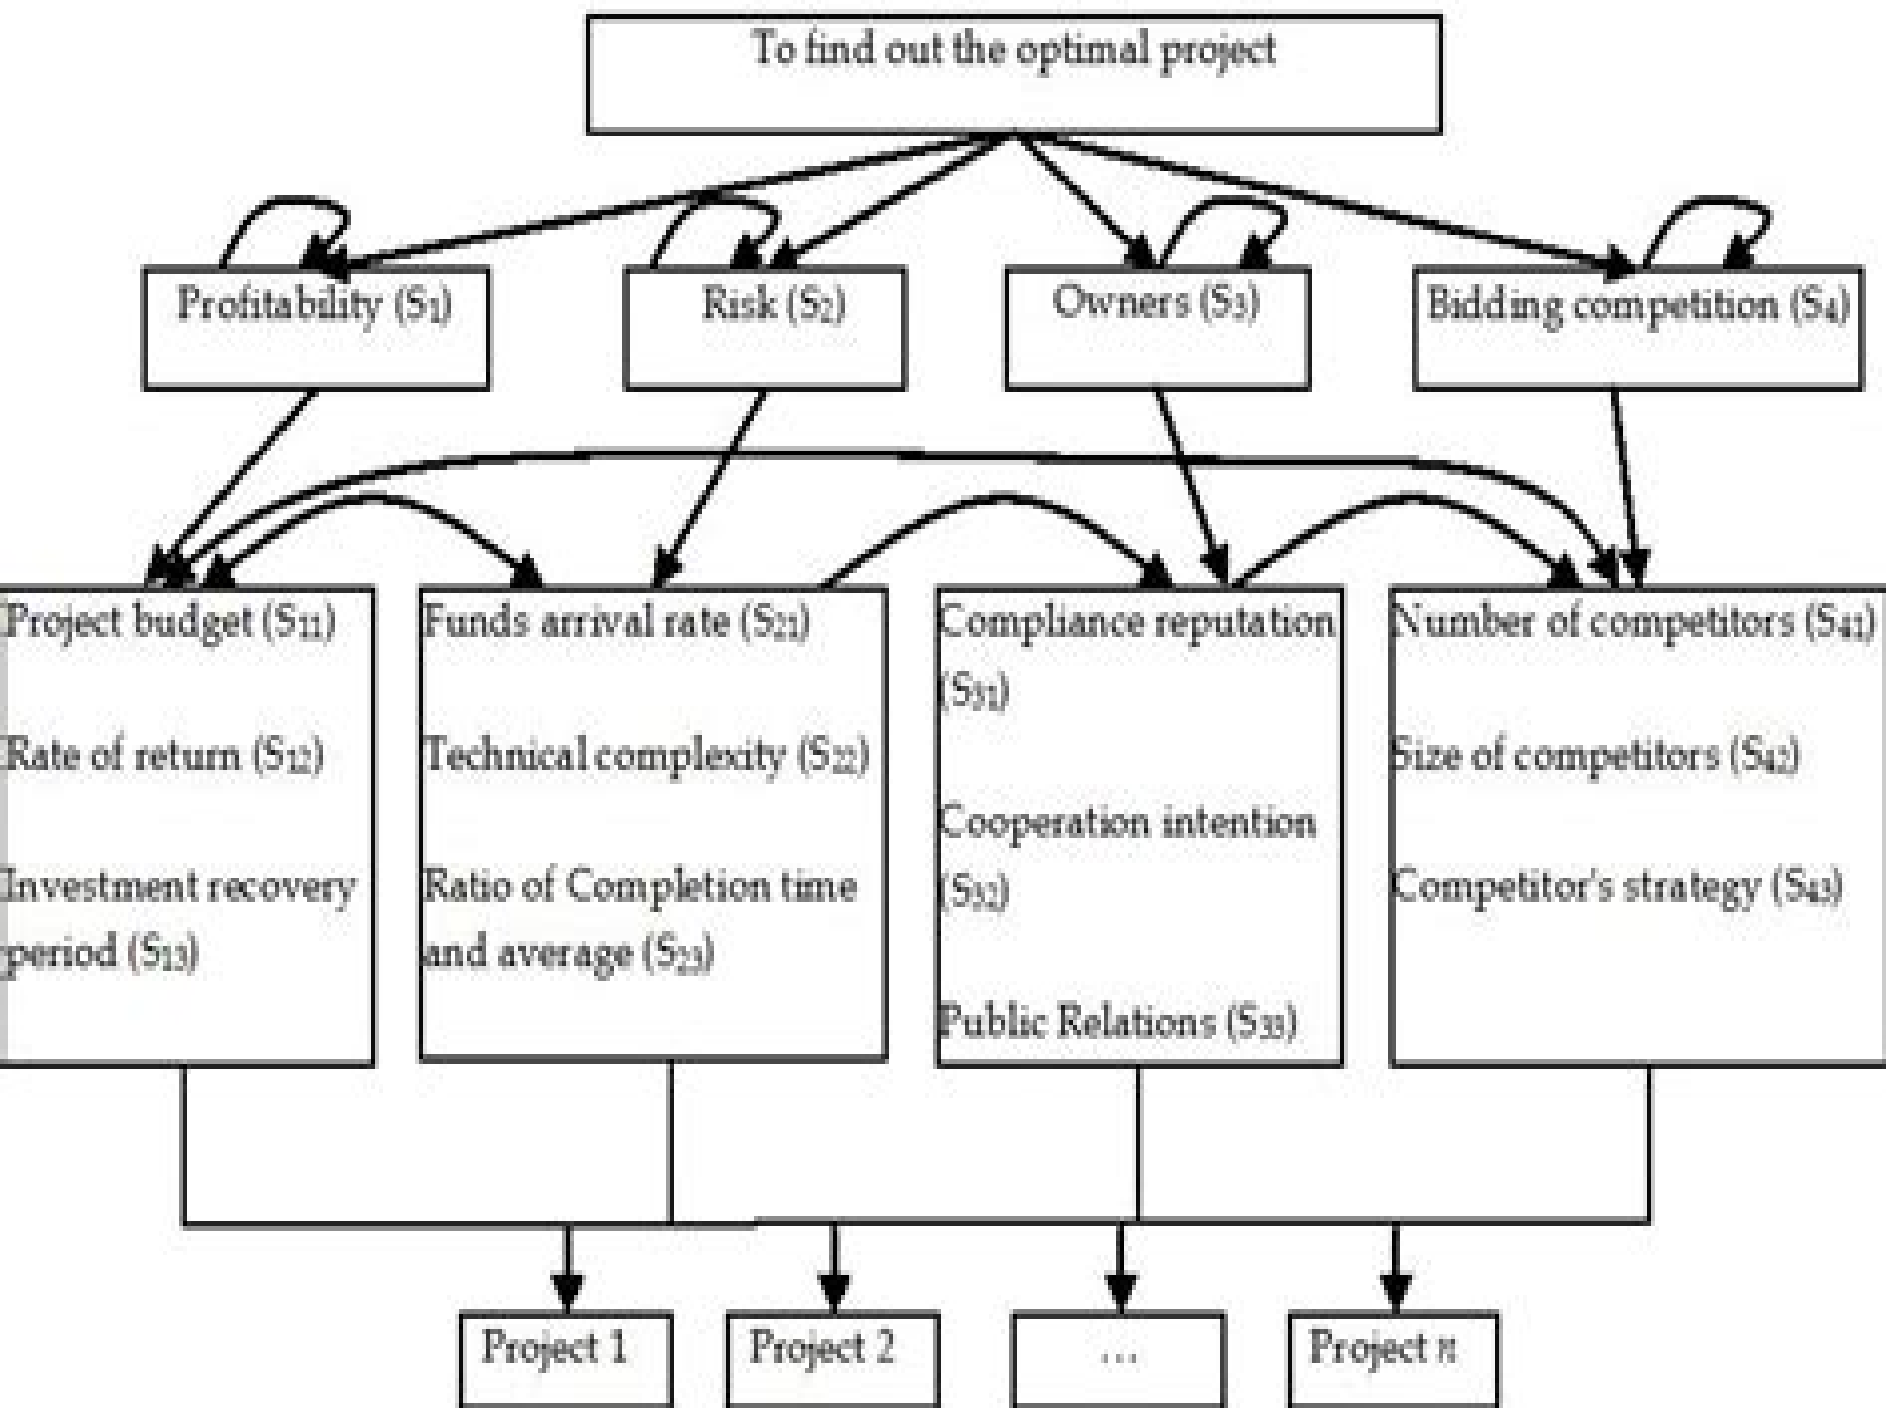 To find out the optimal project
Profitability (S1)
Risk (S2)
Owners (S3)
Bidding competition (S4)
Project budget (S11)
Rate of return (S12)
Investment recovery
period (S13)
Funds arrival rate (S21)
Technical complexity (S22)
Ratio of Completion time
and average (S23)
Compliance reputation
(S31)
Cooperation intention
(S32)
Public Relations (S33)
Number of competitors (S41)
Size of competitors (S42)
Competitor's strategy (S43)
Project 1
Project 2
...
Project n